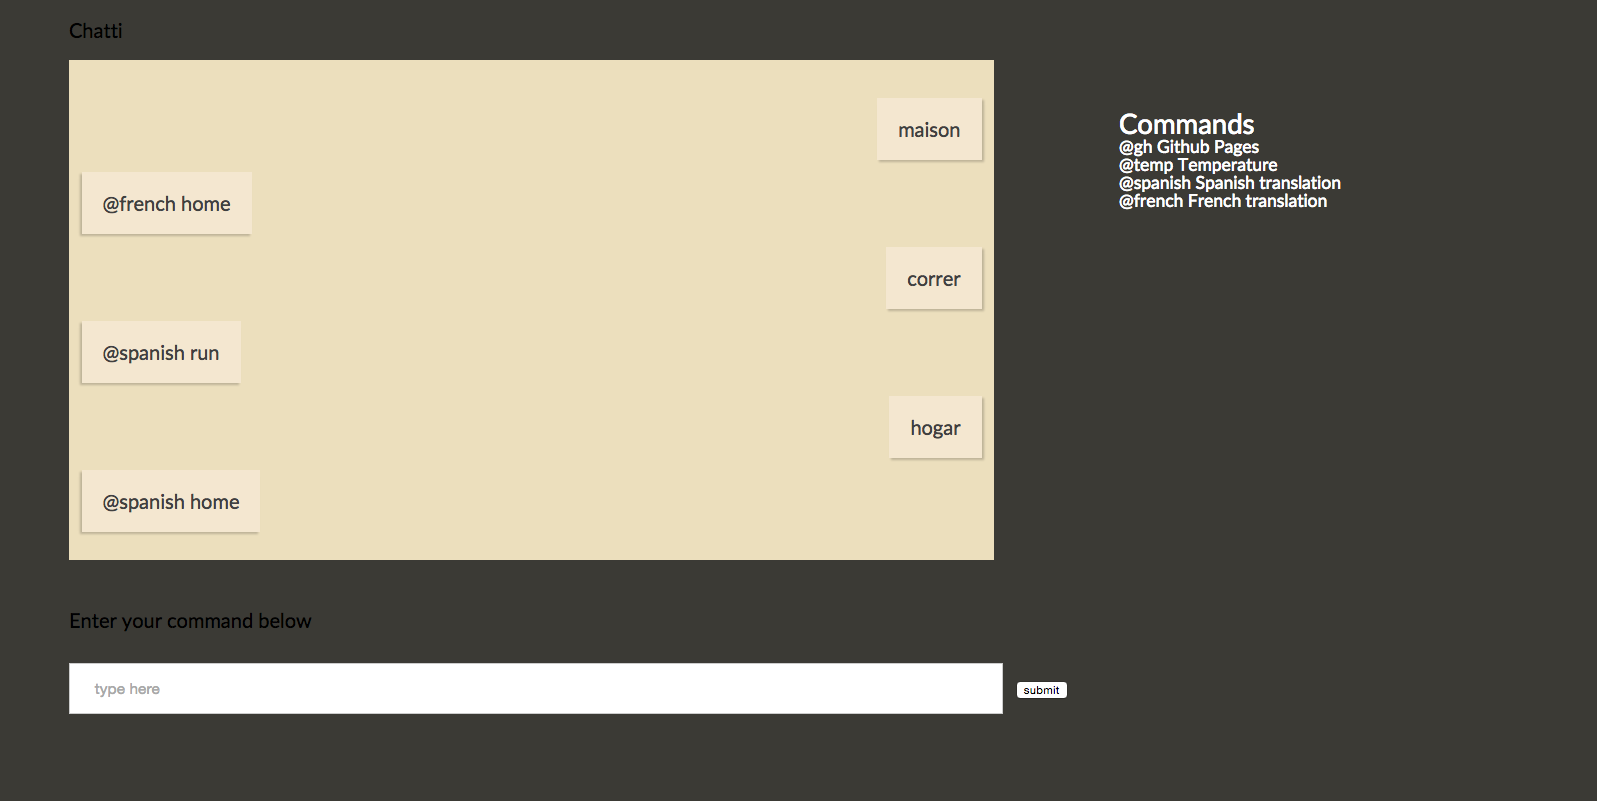 Chatti
maison
@french home
correr
@spanish run
hogar
@spanish home
Commands
@gh Github Pages
@temp Temperature
@spanish Spanish translation
@french French translation
Enter your command below
type here
submit